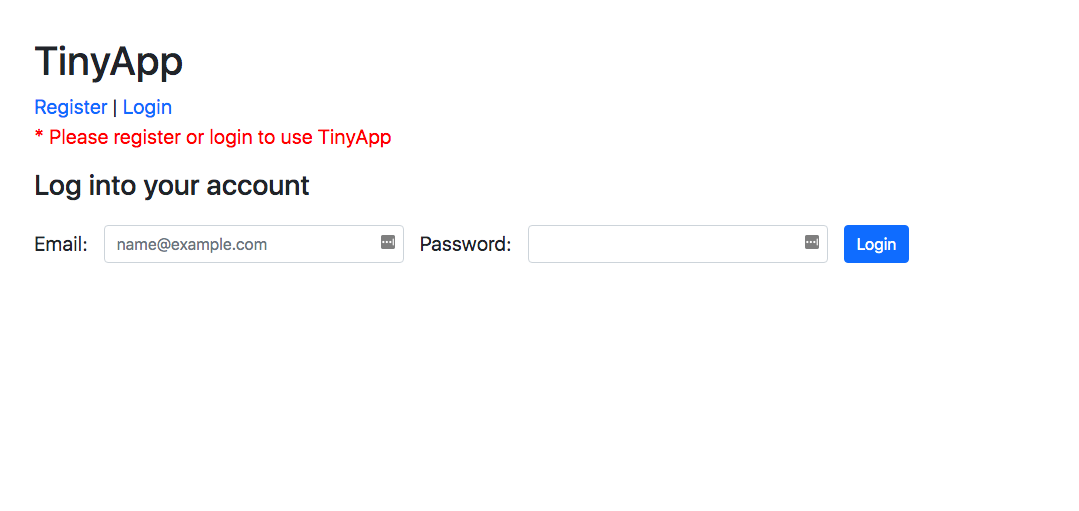 TinyApp
Register | Login
* Please register or login to use TinyApp
Log into your account
Email: name@example.com Password: Login